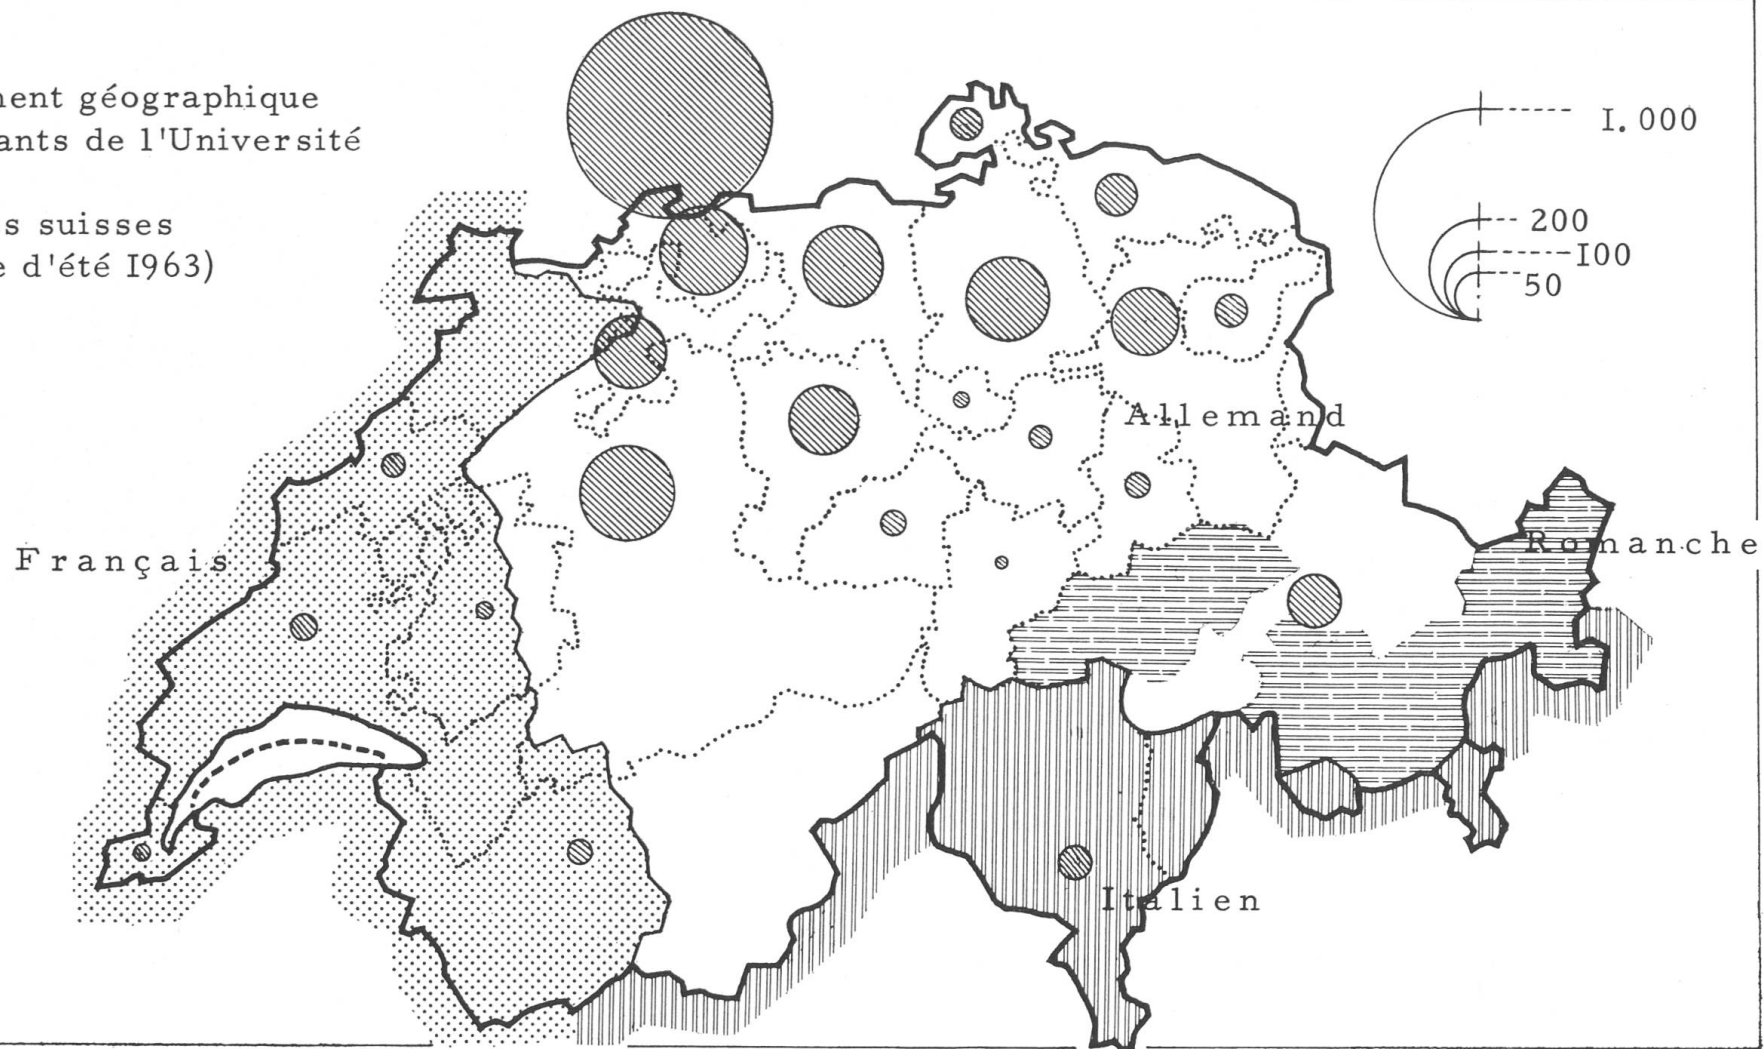 ment géographique
ants de l'Université
s suisses
e d'été I963)
I.000
200
I00
50
Allemand
Français
Romanche
Italien